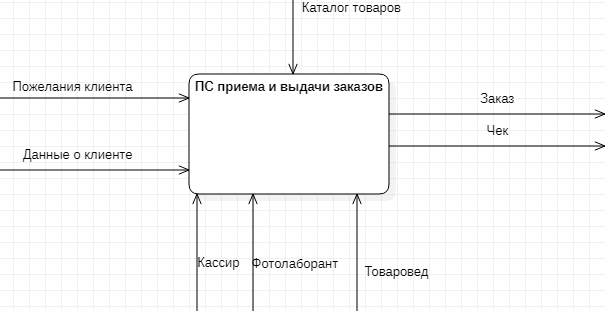 Каталог товаров
Пожелания клиента
ПС приема и выдачи заказов
Заказ
Чек
Данные о клиенте
Кассир
Фотолаборант
Товаровед